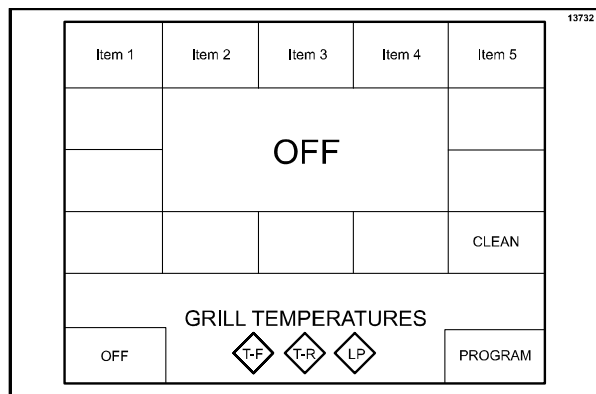 13732
Item 1 Item 2 Item 3 Item 4 Item 5
OFF
CLEAN
GRILL TEMPERATURES
OFF T-F T-R LP PROGRAM